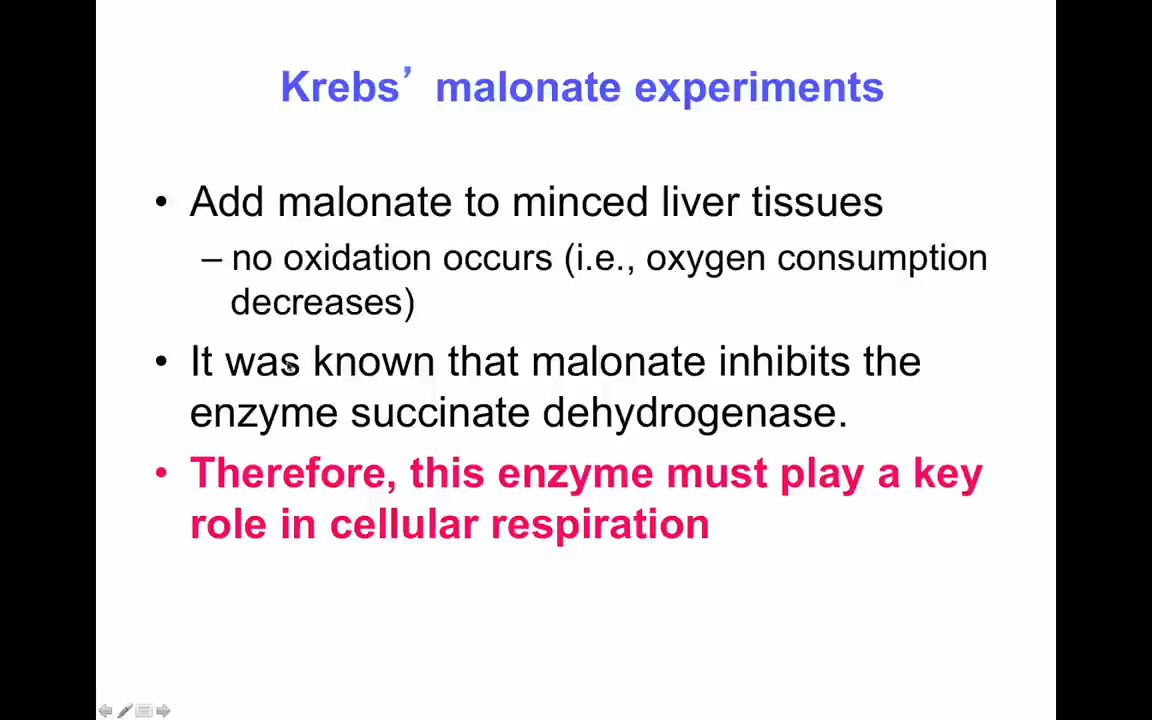 Krebs’ malonate experiments
• Add malonate to minced liver tissues
– no oxidation occurs (i.e., oxygen consumption
decreases)
• It was known that malonate inhibits the
enzyme succinate dehydrogenase.
• Therefore, this enzyme must play a key
role in cellular respiration